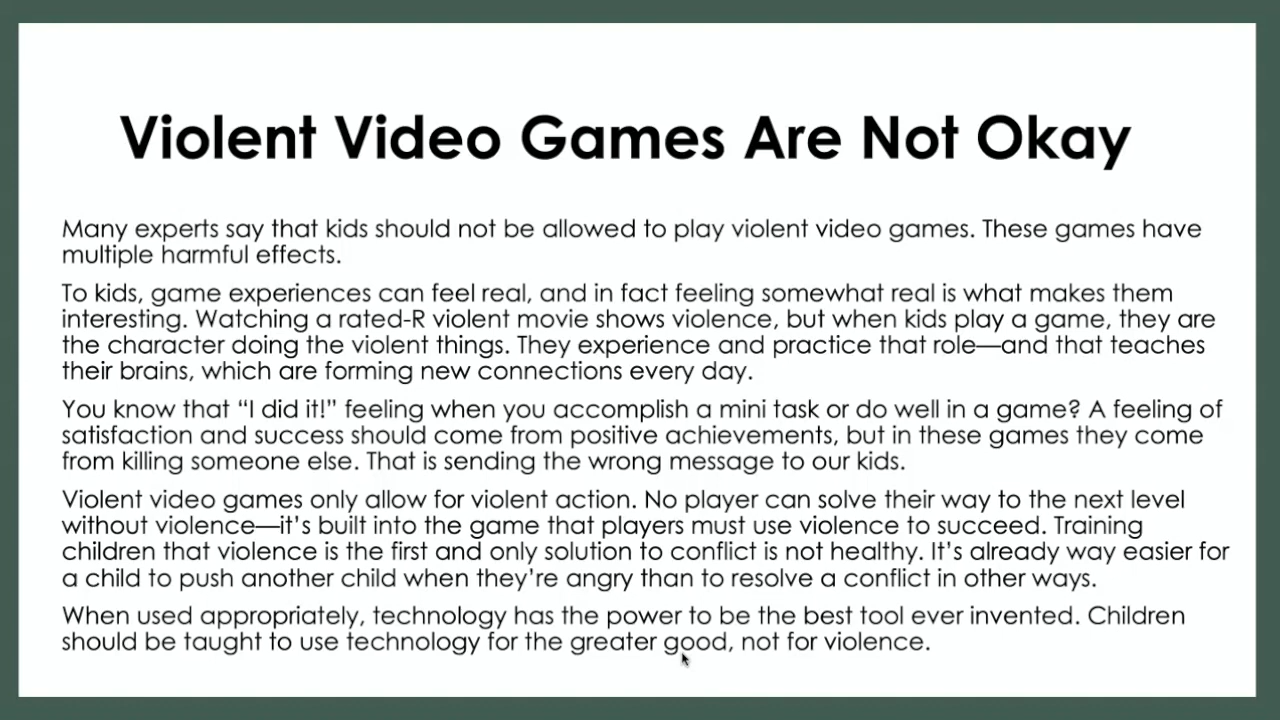 Violent Video Games Are Not Okay
Many experts say that kids should not be allowed to play violent video games. These games have
multiple harmful effects.
To kids, game experiences can feel real, and in fact feeling somewhat real is what makes them
interesting. Watching a rated-R violent movie shows violence, but when kids play a game, they are
the character doing the violent things. They experience and practice that role—and that teaches
their brains, which are forming new connections every day.
You know that “I did it!” feeling when you accomplish a mini task or do well in a game? A feeling of
satisfaction and success should come from positive achievements, but in these games they come
from killing someone else. That is sending the wrong message to our kids.
Violent video games only allow for violent action. No player can solve their way to the next level
without violence—it’s built into the game that players must use violence to succeed. Training
children that violence is the first and only solution to conflict is not healthy. It’s already way easier for
a child to push another child when they’re angry than to resolve a conflict in other ways.
When used appropriately, technology has the power to be the best tool ever invented. Children
should be taught to use technology for the greater good, not for violence.